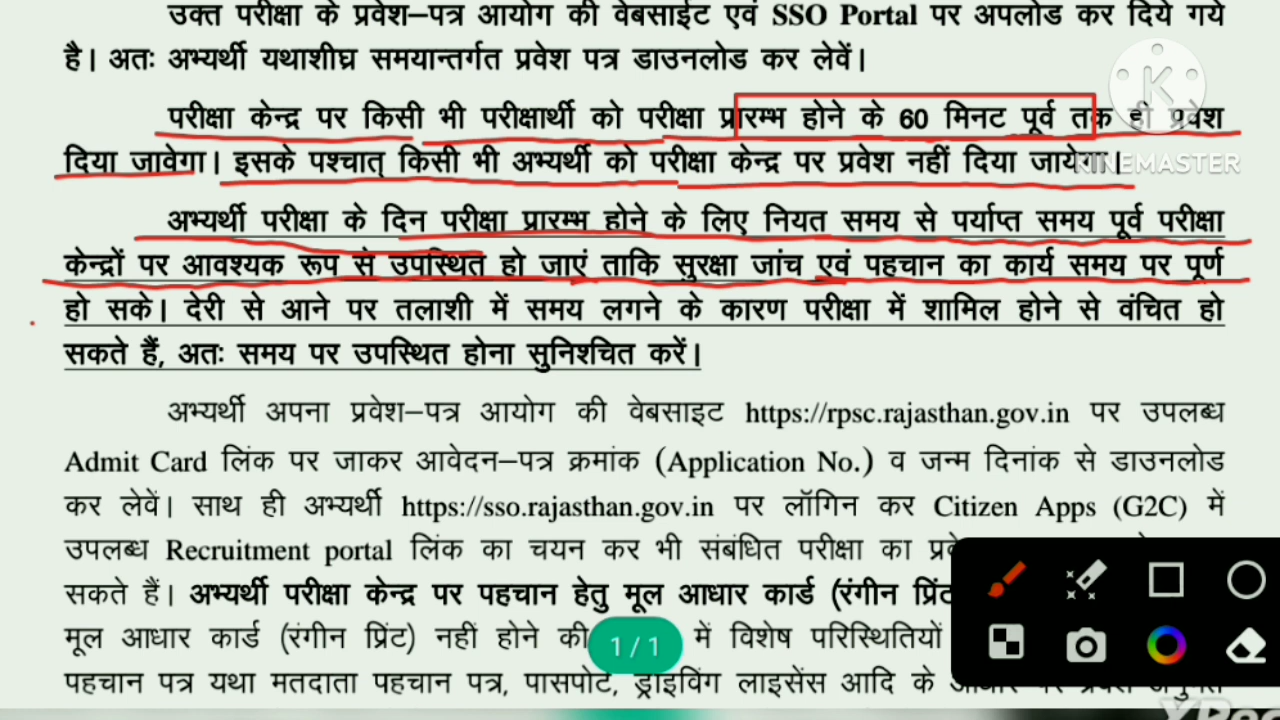 उक्त परीक्षा के प्रवेश–पत्र आयोग की वेबसाईट एवं SSO Portal पर अपलोड कर दिये गये
है। अतः अभ्यर्थी यथाशीघ्र समयान्तर्गत प्रवेश पत्र डाउनलोड कर लेवें।
परीक्षा केन्द्र पर किसी भी परीक्षार्थी को परीक्षा प्रारम्भ होने के 60 मिनट पूर्व तक ही प्रवेश
दिया जावेगा। इसके पश्चात् किसी भी अभ्यर्थी को परीक्षा केन्द्र पर प्रवेश नहीं दिया जायेगा।
K
KINEMASTER
अभ्यर्थी परीक्षा के दिन परीक्षा प्रारम्भ होने के लिए नियत समय से पर्याप्त समय पूर्व परीक्षा
केन्द्रों पर आवश्यक रूप से उपस्थित हो जाएं ताकि सुरक्षा जांच एवं पहचान का कार्य समय पर पूर्ण
हो सके। देरी से आने पर तलाशी में समय लगने के कारण परीक्षा में शामिल होने से वंचित हो
सकते हैं, अतः समय पर उपस्थित होना सुनिश्चित करें।
अभ्यर्थी अपना प्रवेश–पत्र आयोग की वेबसाइट https://rpsc.rajasthan.gov.in पर उपलब्ध
Admit Card लिंक पर जाकर आवेदन–पत्र क्रमांक (Application No.) व जन्म दिनांक से डाउनलोड
कर लेवें। साथ ही अभ्यर्थी https://sso.rajasthan.gov.in पर लॉगिन कर Citizen Apps (G2C) में
उपलब्ध Recruitment portal लिंक का चयन कर भी संबंधित परीक्षा का
सकते हैं। अभ्यर्थी परीक्षा केन्द्र पर पहचान हेतु मूल आधार कार्ड (रंगीन प्रिंट
मूल आधार कार्ड (रंगीन प्रिंट) नहीं होने की में विशेष परिस्थितियों
1 / 1
पहचान पत्र यथा मतदाता पहचान पत्र, पासपोर्ट, ड्राइविंग लाइसेंस आदि के